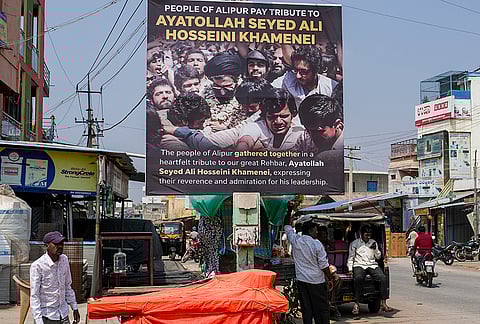 PEOPLE OF ALIPUR PAY TRIBUTE TO
AYATOLLAH SEYED ALI
HOSSEINI KHAMENEI
The people of Alipur gathered together in a
heartfelt tribute to our great Rehbar, Ayatollah
Seyed Ali Hosseini Khamenei, expressing
their reverence and admiration for his leadership.
STRONGCRETE